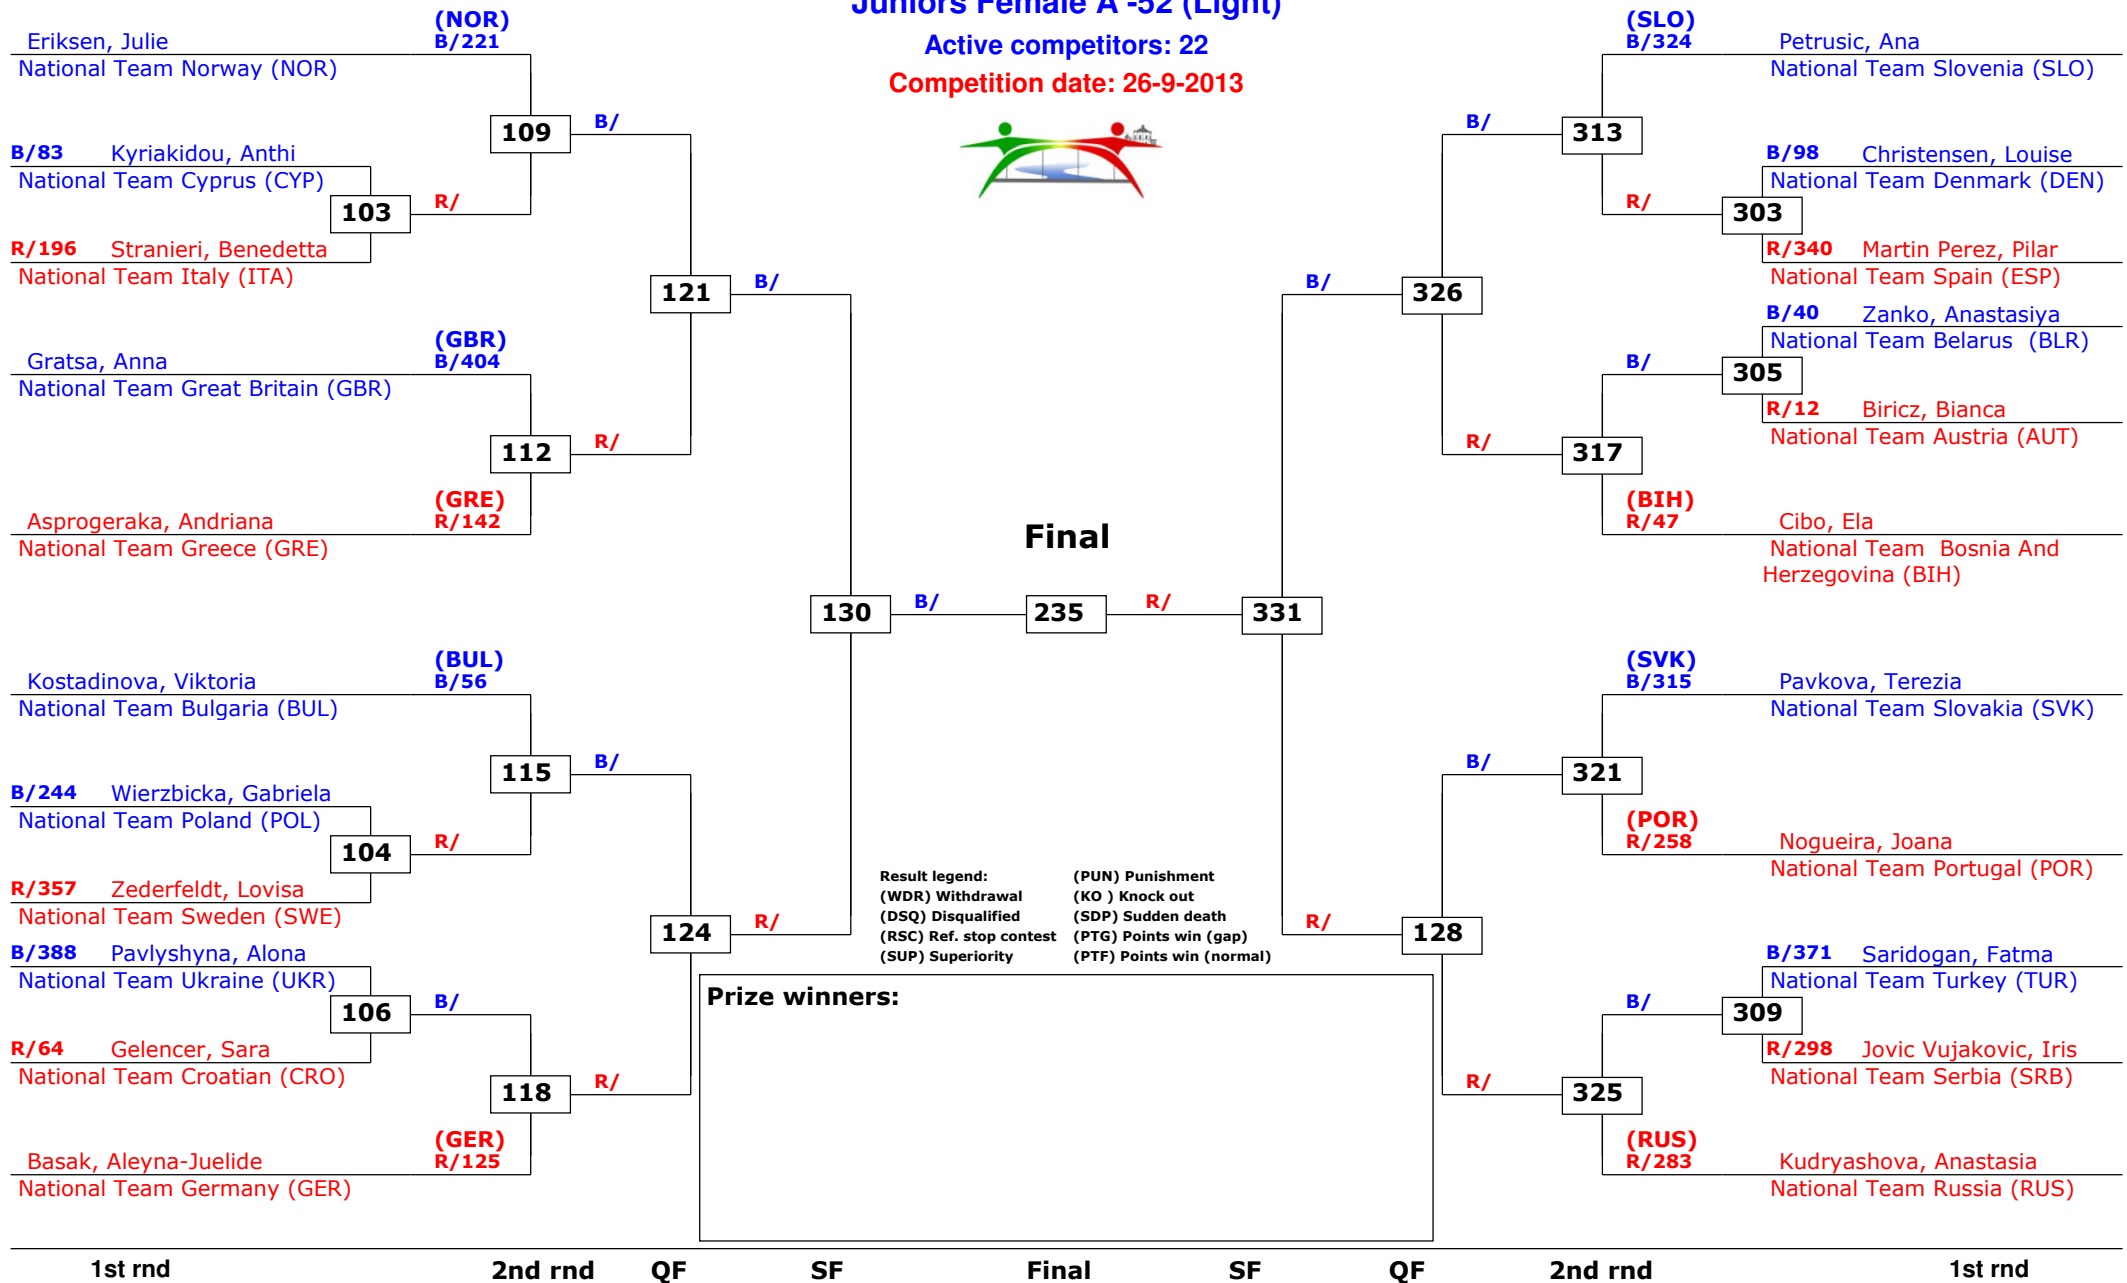 Juniors Female A -52 (Light)
Active competitors: 22
Competition date: 26-9-2013
(NOR)
Eriksen, Julie B/221
National Team Norway (NOR)
109 B/
B/83 Kyriakidou, Anthi
National Team Cyprus (CYP)
103 R/
R/196 Stranieri, Benedetta
National Team Italy (ITA)
121 B/
(GBR)
Gratsa, Anna B/404
National Team Great Britain (GBR)
112 R/
(GRE)
Asprogeraka, Andriana R/142
National Team Greece (GRE)
130 B/
(BUL)
Kostadinova, Viktoria B/56
National Team Bulgaria (BUL)
115 B/
B/244 Wierzbicka, Gabriela
National Team Poland (POL)
104 R/
R/357 Zederfeldt, Lovisa
National Team Sweden (SWE)
124 R/
B/388 Pavlyshyna, Alona
National Team Ukraine (UKR)
106 B/
R/64 Gelencer, Sara
National Team Croatian (CRO)
118 R/
(GER)
Basak, Aleyna-Juelide R/125
National Team Germany (GER)
Final
235
(SLO)
B/324 Petrusic, Ana
National Team Slovenia (SLO)
B/ 313
B/98 Christensen, Louise
National Team Denmark (DEN)
R/ 303
R/340 Martin Perez, Pilar
National Team Spain (ESP)
B/ 326
B/40 Zanko, Anastasiya
National Team Belarus (BLR)
B/ 305
R/12 Biricz, Bianca
National Team Austria (AUT)
R/ 317
(BIH)
R/47 Cibo, Ela
National Team Bosnia And
Herzegovina (BIH)
R/ 331
(SVK)
B/315 Pavkova, Terezia
National Team Slovakia (SVK)
B/ 321
(POR)
R/258 Nogueira, Joana
National Team Portugal (POR)
R/ 128
B/371 Saridogan, Fatma
National Team Turkey (TUR)
B/ 309
R/298 Jovic Vujakovic, Iris
National Team Serbia (SRB)
R/ 325
(RUS)
R/283 Kudryashova, Anastasia
National Team Russia (RUS)
Result legend: (PUN) Punishment
(WDR) Withdrawal (KO ) Knock out
(DSQ) Disqualified (SDP) Sudden death
(RSC) Ref. stop contest (PTG) Points win (gap)
(SUP) Superiority (PTF) Points win (normal)
Prize winners:
1st rnd 2nd rnd QF SF Final SF QF 2nd rnd 1st rnd